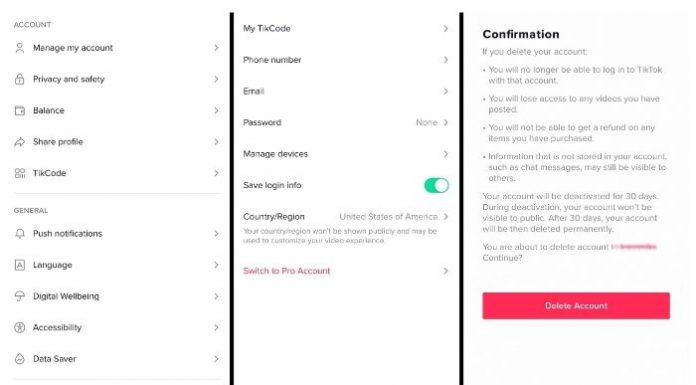 ACCOUNT
Manage my account
Privacy and safety
Balance
Share profile
TikCode
GENERAL
Push notifications
Language
Digital Wellbeing
Accessibility
Data Saver
My TikCode
Phone number
Email
Password None
Manage devices
Save login info
Country/Region United States of America
Your country/region won't be shown publicly and may be
used to customize your video experience.
Switch to Pro Account
Confirmation
If you delete your account:
• You will no longer be able to log in to TikTok
with that account.
• You will lose access to any videos you have
posted.
• You will not be able to get a refund on any
items you have purchased.
• Information that is not stored in your account,
such as chat messages, may still be visible to
others.
Your account will be deactivated for 30 days.
During deactivation, your account won't be
visible to public. After 30 days, your account
will be then deleted permanently.
You are about to delete account
Continue?
Delete Account